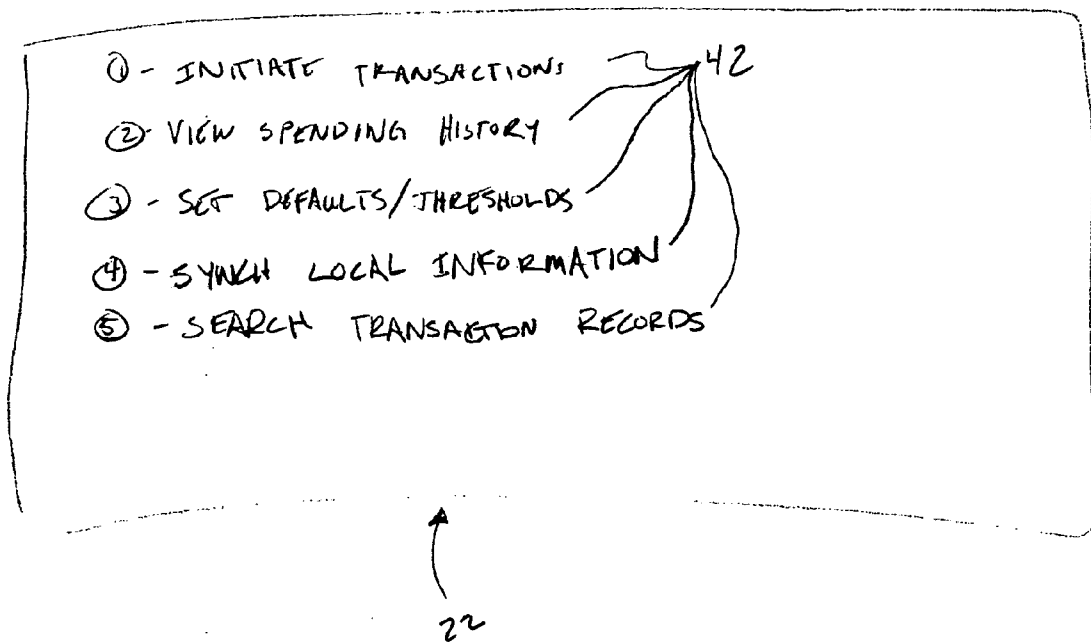 ① - INITIATE TRANSACTIONS 42
② - VIEW SPENDING HISTORY
③ - SET DEFAULTS/THRESHOLDS
④ - SYNCH LOCAL INFORMATION
⑤ - SEARCH TRANSACTION RECORDS
22